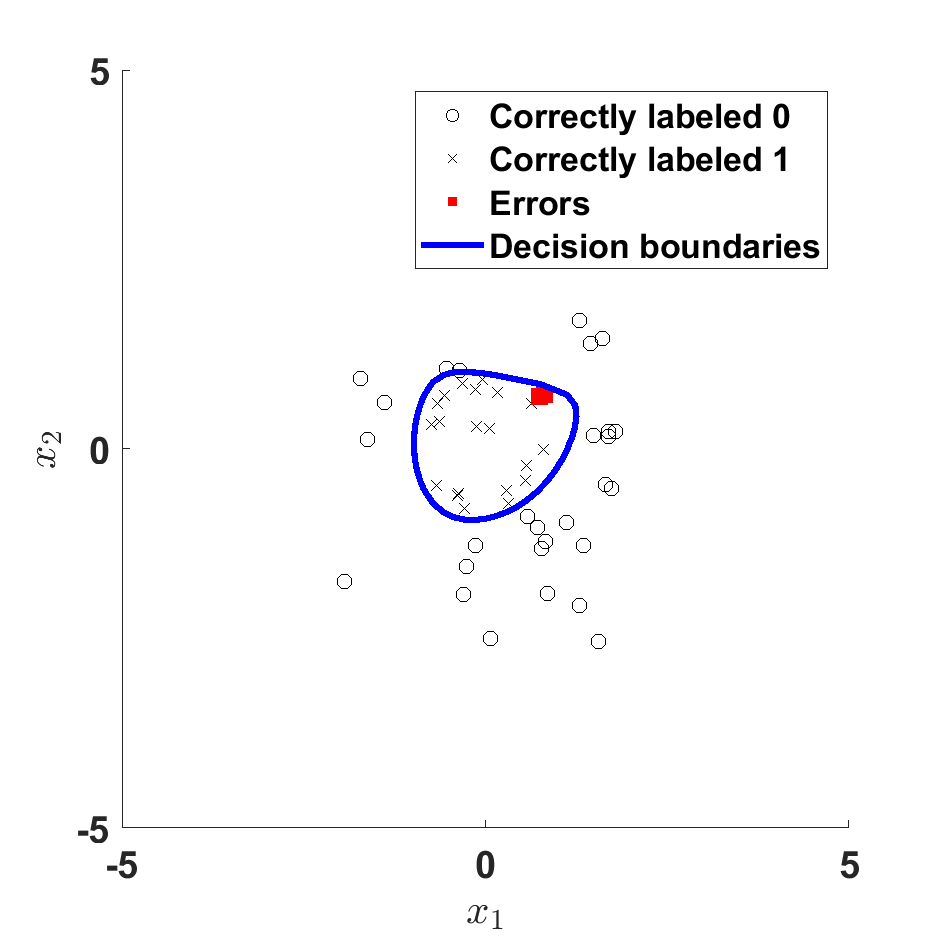 5
Correctly labeled 0
Correctly labeled 1
Errors
Decision boundaries
x₂
0
-5
-5 0 5
x₁